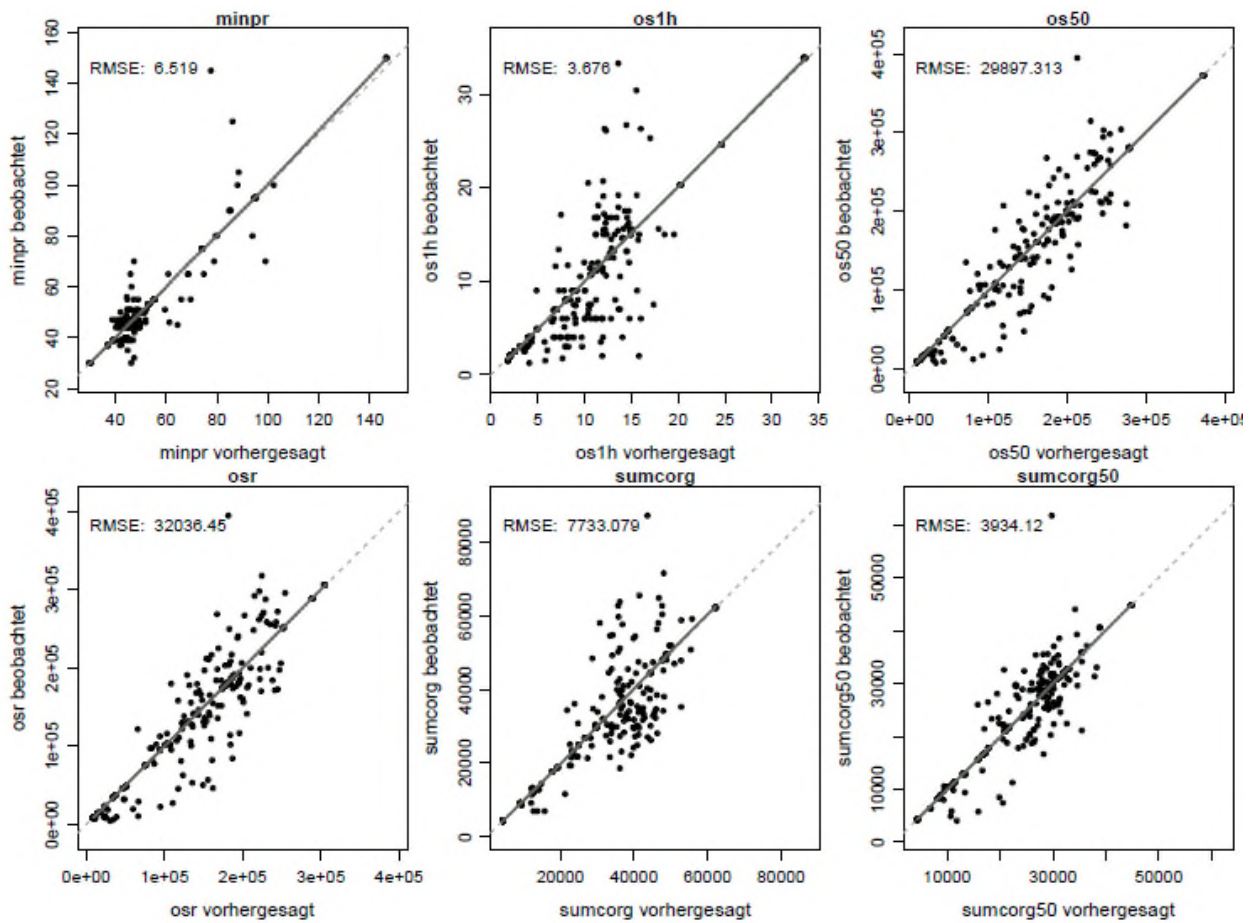 minpr
os1h
os50
RMSE: 6.519
RMSE: 3.676
RMSE: 29897.313
minpr beobachtet
20 40 60 80 100 120 140 160
40 60 80 100 120 140
minpr vorhergesagt
os1h beobachtet
0 10 20 30
0 5 10 15 20 25 30 35
os1h vorhergesagt
os50 beobachtet
0e+00 1e+05 2e+05 3e+05 4e+05
0e+00 1e+05 2e+05 3e+05 4e+05
os50 vorhergesagt
osr
sumcorg
sumcorg50
RMSE: 32036.45
RMSE: 7733.079
RMSE: 3934.12
osr beobachtet
0e+00 1e+05 2e+05 3e+05 4e+05
0e+00 1e+05 2e+05 3e+05 4e+05
osr vorhergesagt
sumcorg beobachtet
0 20000 40000 60000 80000
20000 40000 60000 80000
sumcorg vorhergesagt
sumcorg50 beobachtet
0 10000 30000 50000
10000 30000 50000
sumcorg50 vorhergesagt